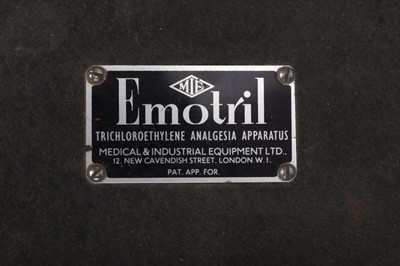 MIE
Emotril
TRICHLOROETHYLENE ANALGESIA APPARATUS
MEDICAL & INDUSTRIAL EQUIPMENT LTD.,
12, NEW CAVENDISH STREET, LONDON W.1.
PAT. APP. FOR.